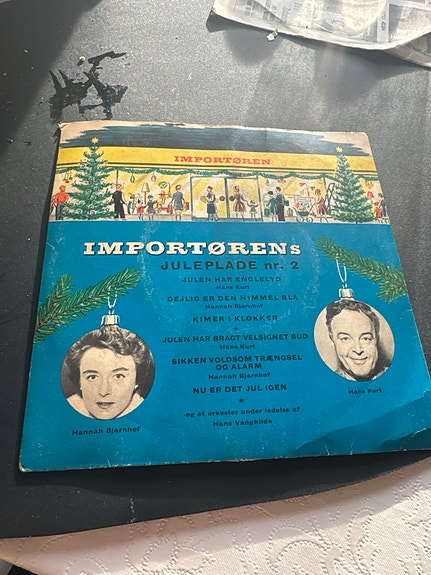 IMPORTØREN
IMPORTØRENs
JULEPLADE nr. 2
JULEN HAR ENGLELYD
Hans Kurt
DEJLIG ER DEN HIMMEL BLÅ
Hannah Bjarnhof
KIMER I KLOKKER
JULEN HAR BRAGT VELSIGNET BUD
Hans Kurt
SIKKEN VOLDSOM TRÆNGSEL
OG ALARM
Hannah Bjarnhof
NU ER DET JUL IGEN
-og et orkester under ledelse af
Hans Vangkilde
Hannah Bjarnhof
Hans Kurt